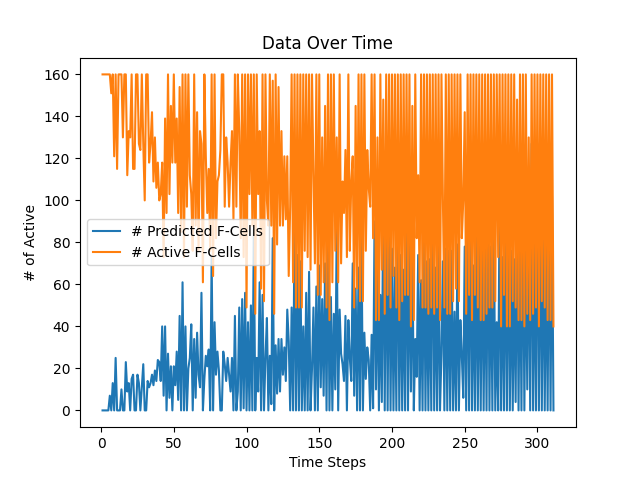 Data Over Time
160
140
120
100
80
60
40
20
0
# of Active
# Predicted F-Cells
# Active F-Cells
0 50 100 150 200 250 300
Time Steps